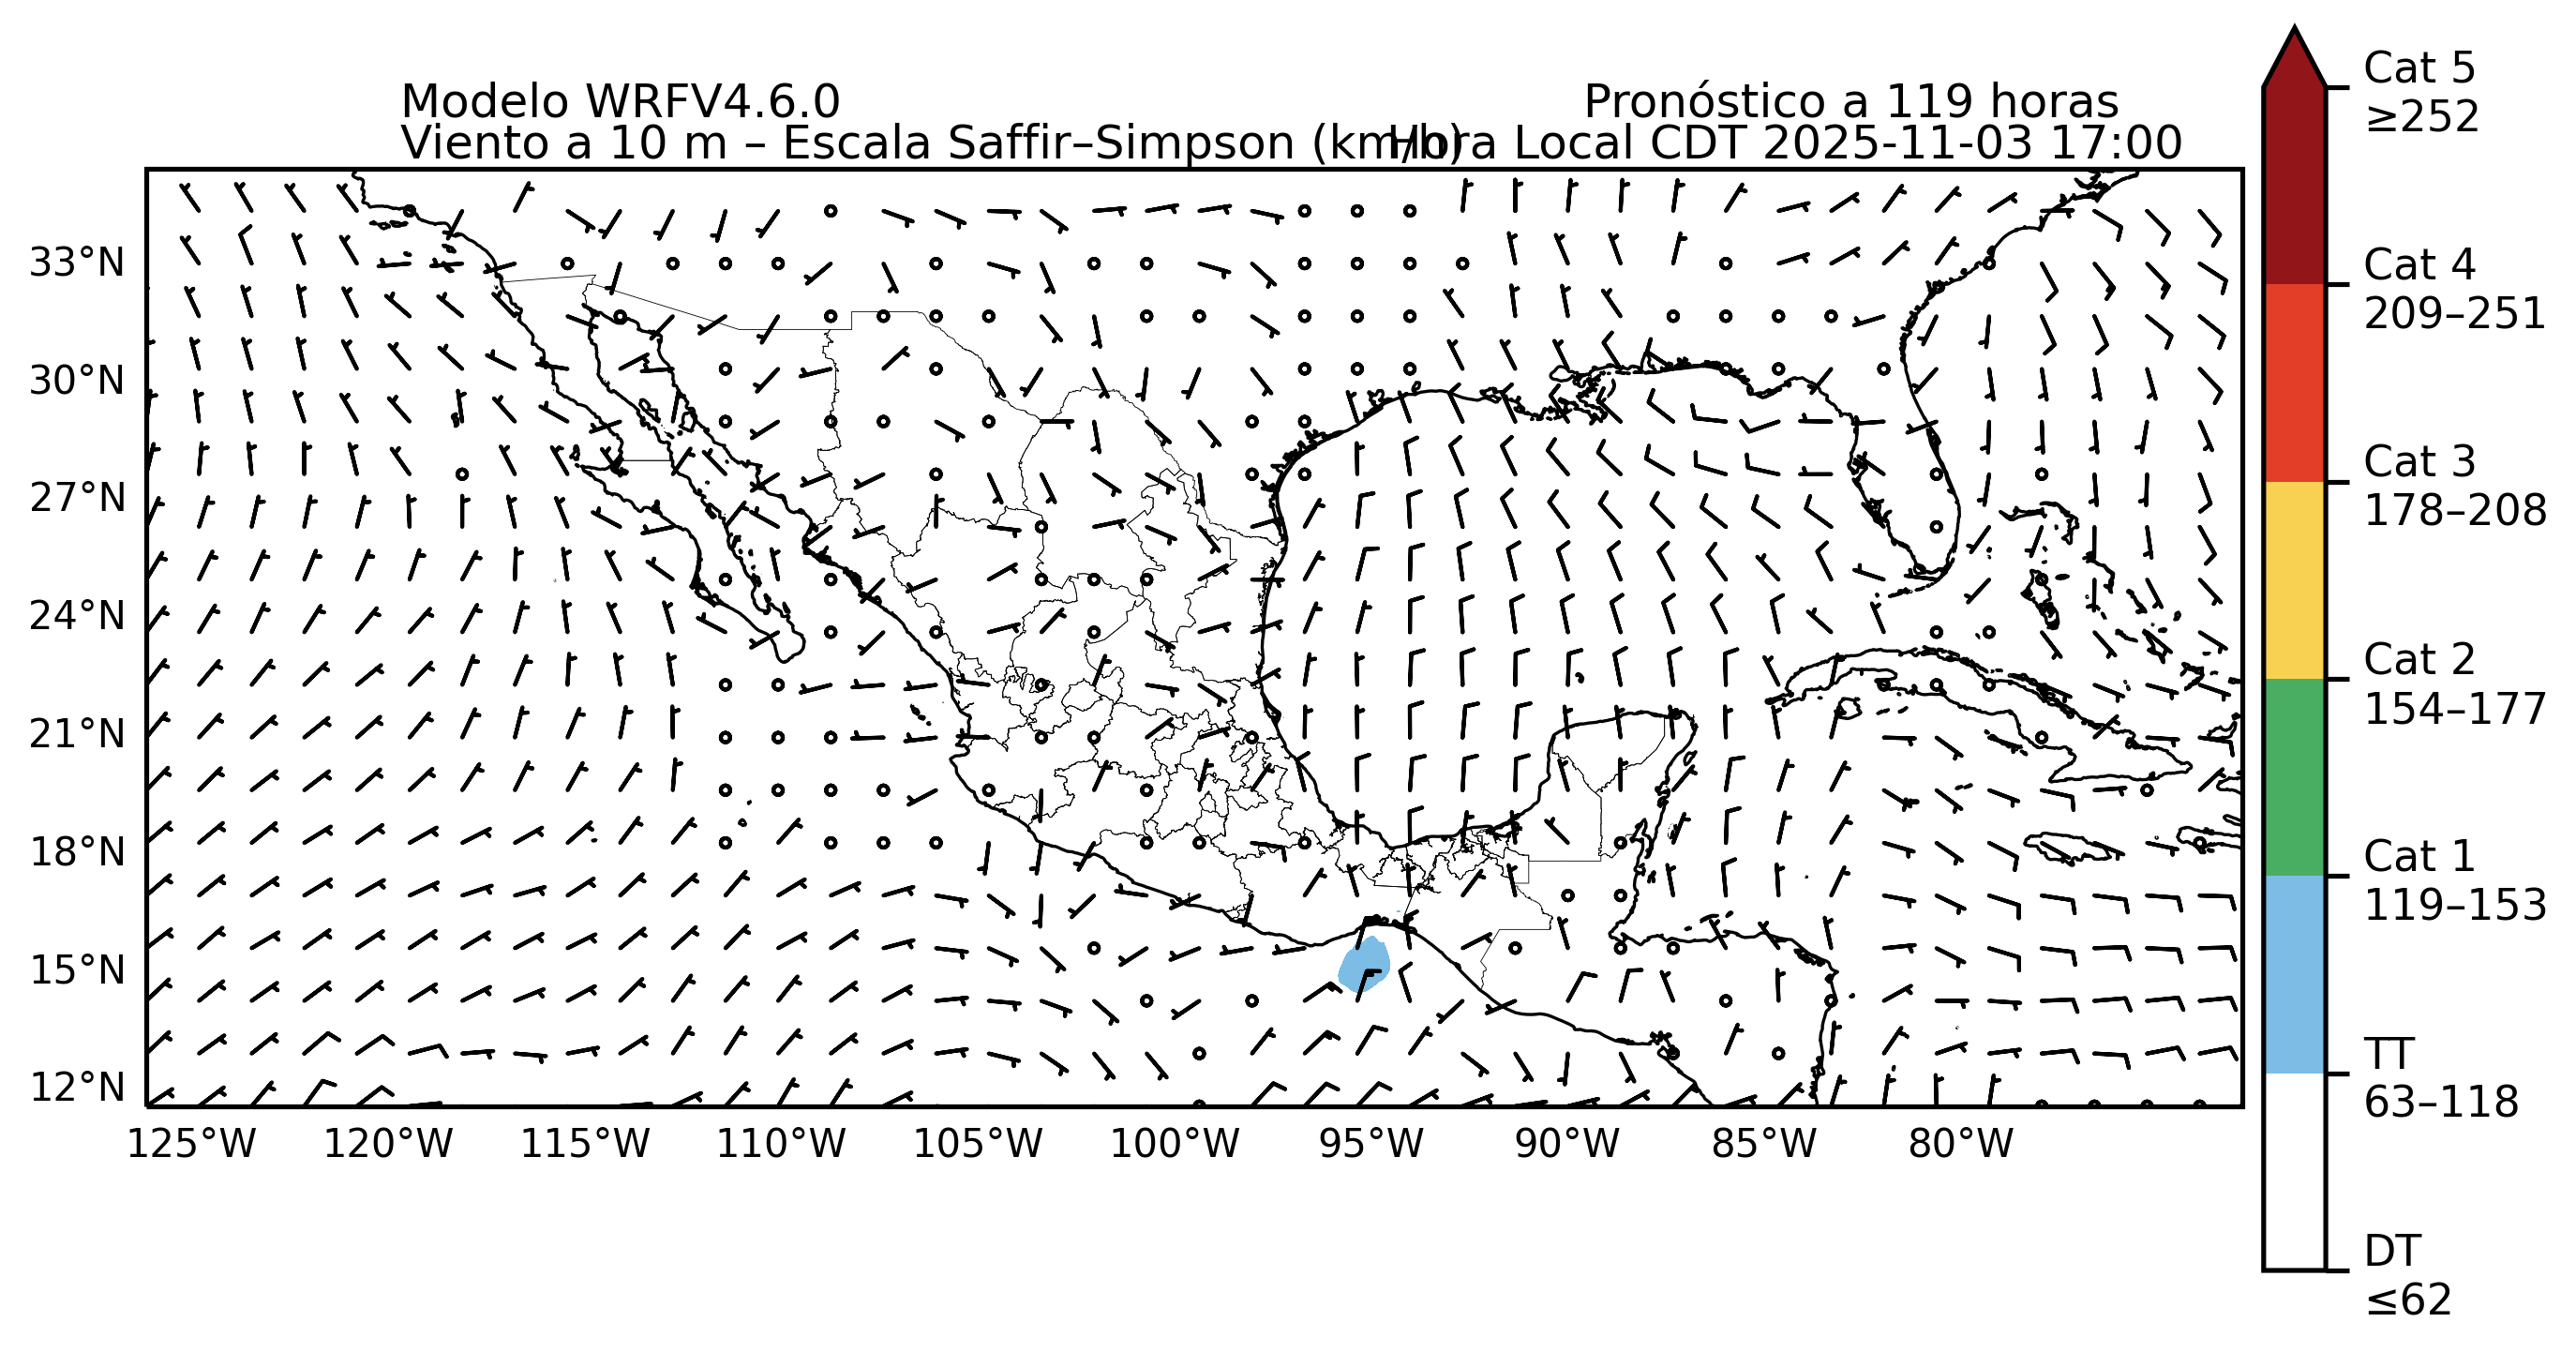 Modelo WRFV4.6.0
Pronóstico a 119 horas
Viento a 10 m – Escala Saffir–Simpson (km/h)
Hora Local CDT 2025-11-03 17:00
33°N
30°N
27°N
24°N
21°N
18°N
15°N
12°N
125°W
120°W
115°W
110°W
105°W
100°W
95°W
90°W
85°W
80°W
Cat 5
≥252
Cat 4
209–251
Cat 3
178–208
Cat 2
154–177
Cat 1
119–153
TT
63–118
DT
≤62